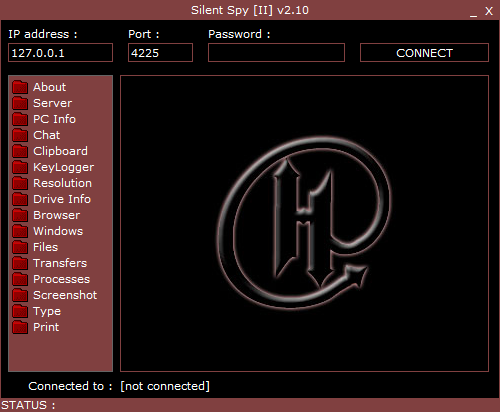 Silent Spy [II] v2.10
_ X
IP address : Port : Password :
127.0.0.1 4225 CONNECT
About
Server
PC Info
Chat
Clipboard
KeyLogger
Resolution
Drive Info
Browser
Windows
Files
Transfers
Processes
Screenshot
Type
Print
Connected to : [not connected]
STATUS :